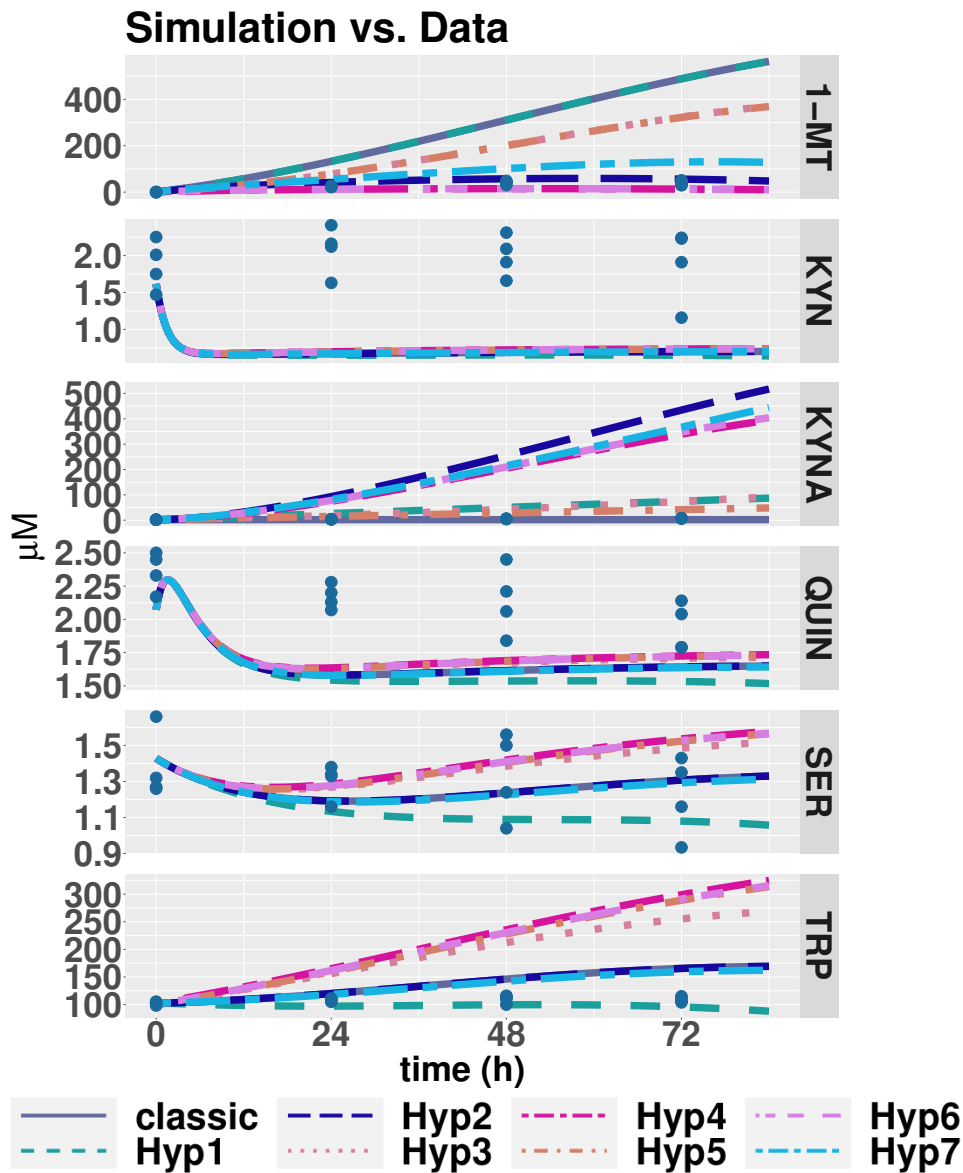 Simulation vs. Data
400
200
0
1−MT
2.0
1.5
1.0
KYN
500
400
300
200
100
0
KYNA
μM
2.50
2.25
2.00
1.75
1.50
QUIN
1.5
1.3
1.1
0.9
SER
300
250
200
150
100
TRP
0 24 48 72
time (h)
classic Hyp2 Hyp4 Hyp6
Hyp1 Hyp3 Hyp5 Hyp7